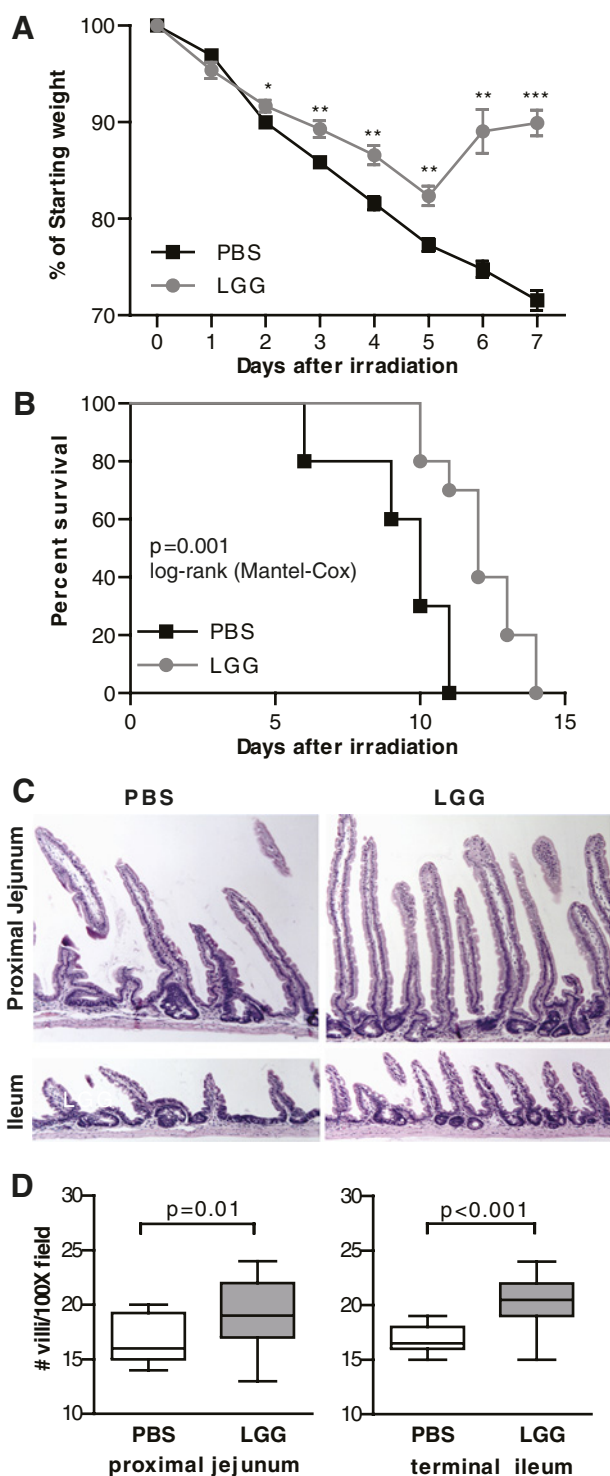 A
100
90
80
70
% of Starting weight
*
**
**
**
**
***
PBS
LGG
0 1 2 3 4 5 6 7
Days after irradiation
B
100
80
60
40
20
0
Percent survival
p=0.001
log-rank (Mantel-Cox)
PBS
LGG
0 5 10 15
Days after irradiation
C
PBS LGG
Proximal Jejunum
Ileum
L
D
# villi/100X field
30
25
20
15
10
p=0.01
PBS LGG
proximal jejunum
30
25
20
15
10
p<0.001
PBS LGG
terminal ileum